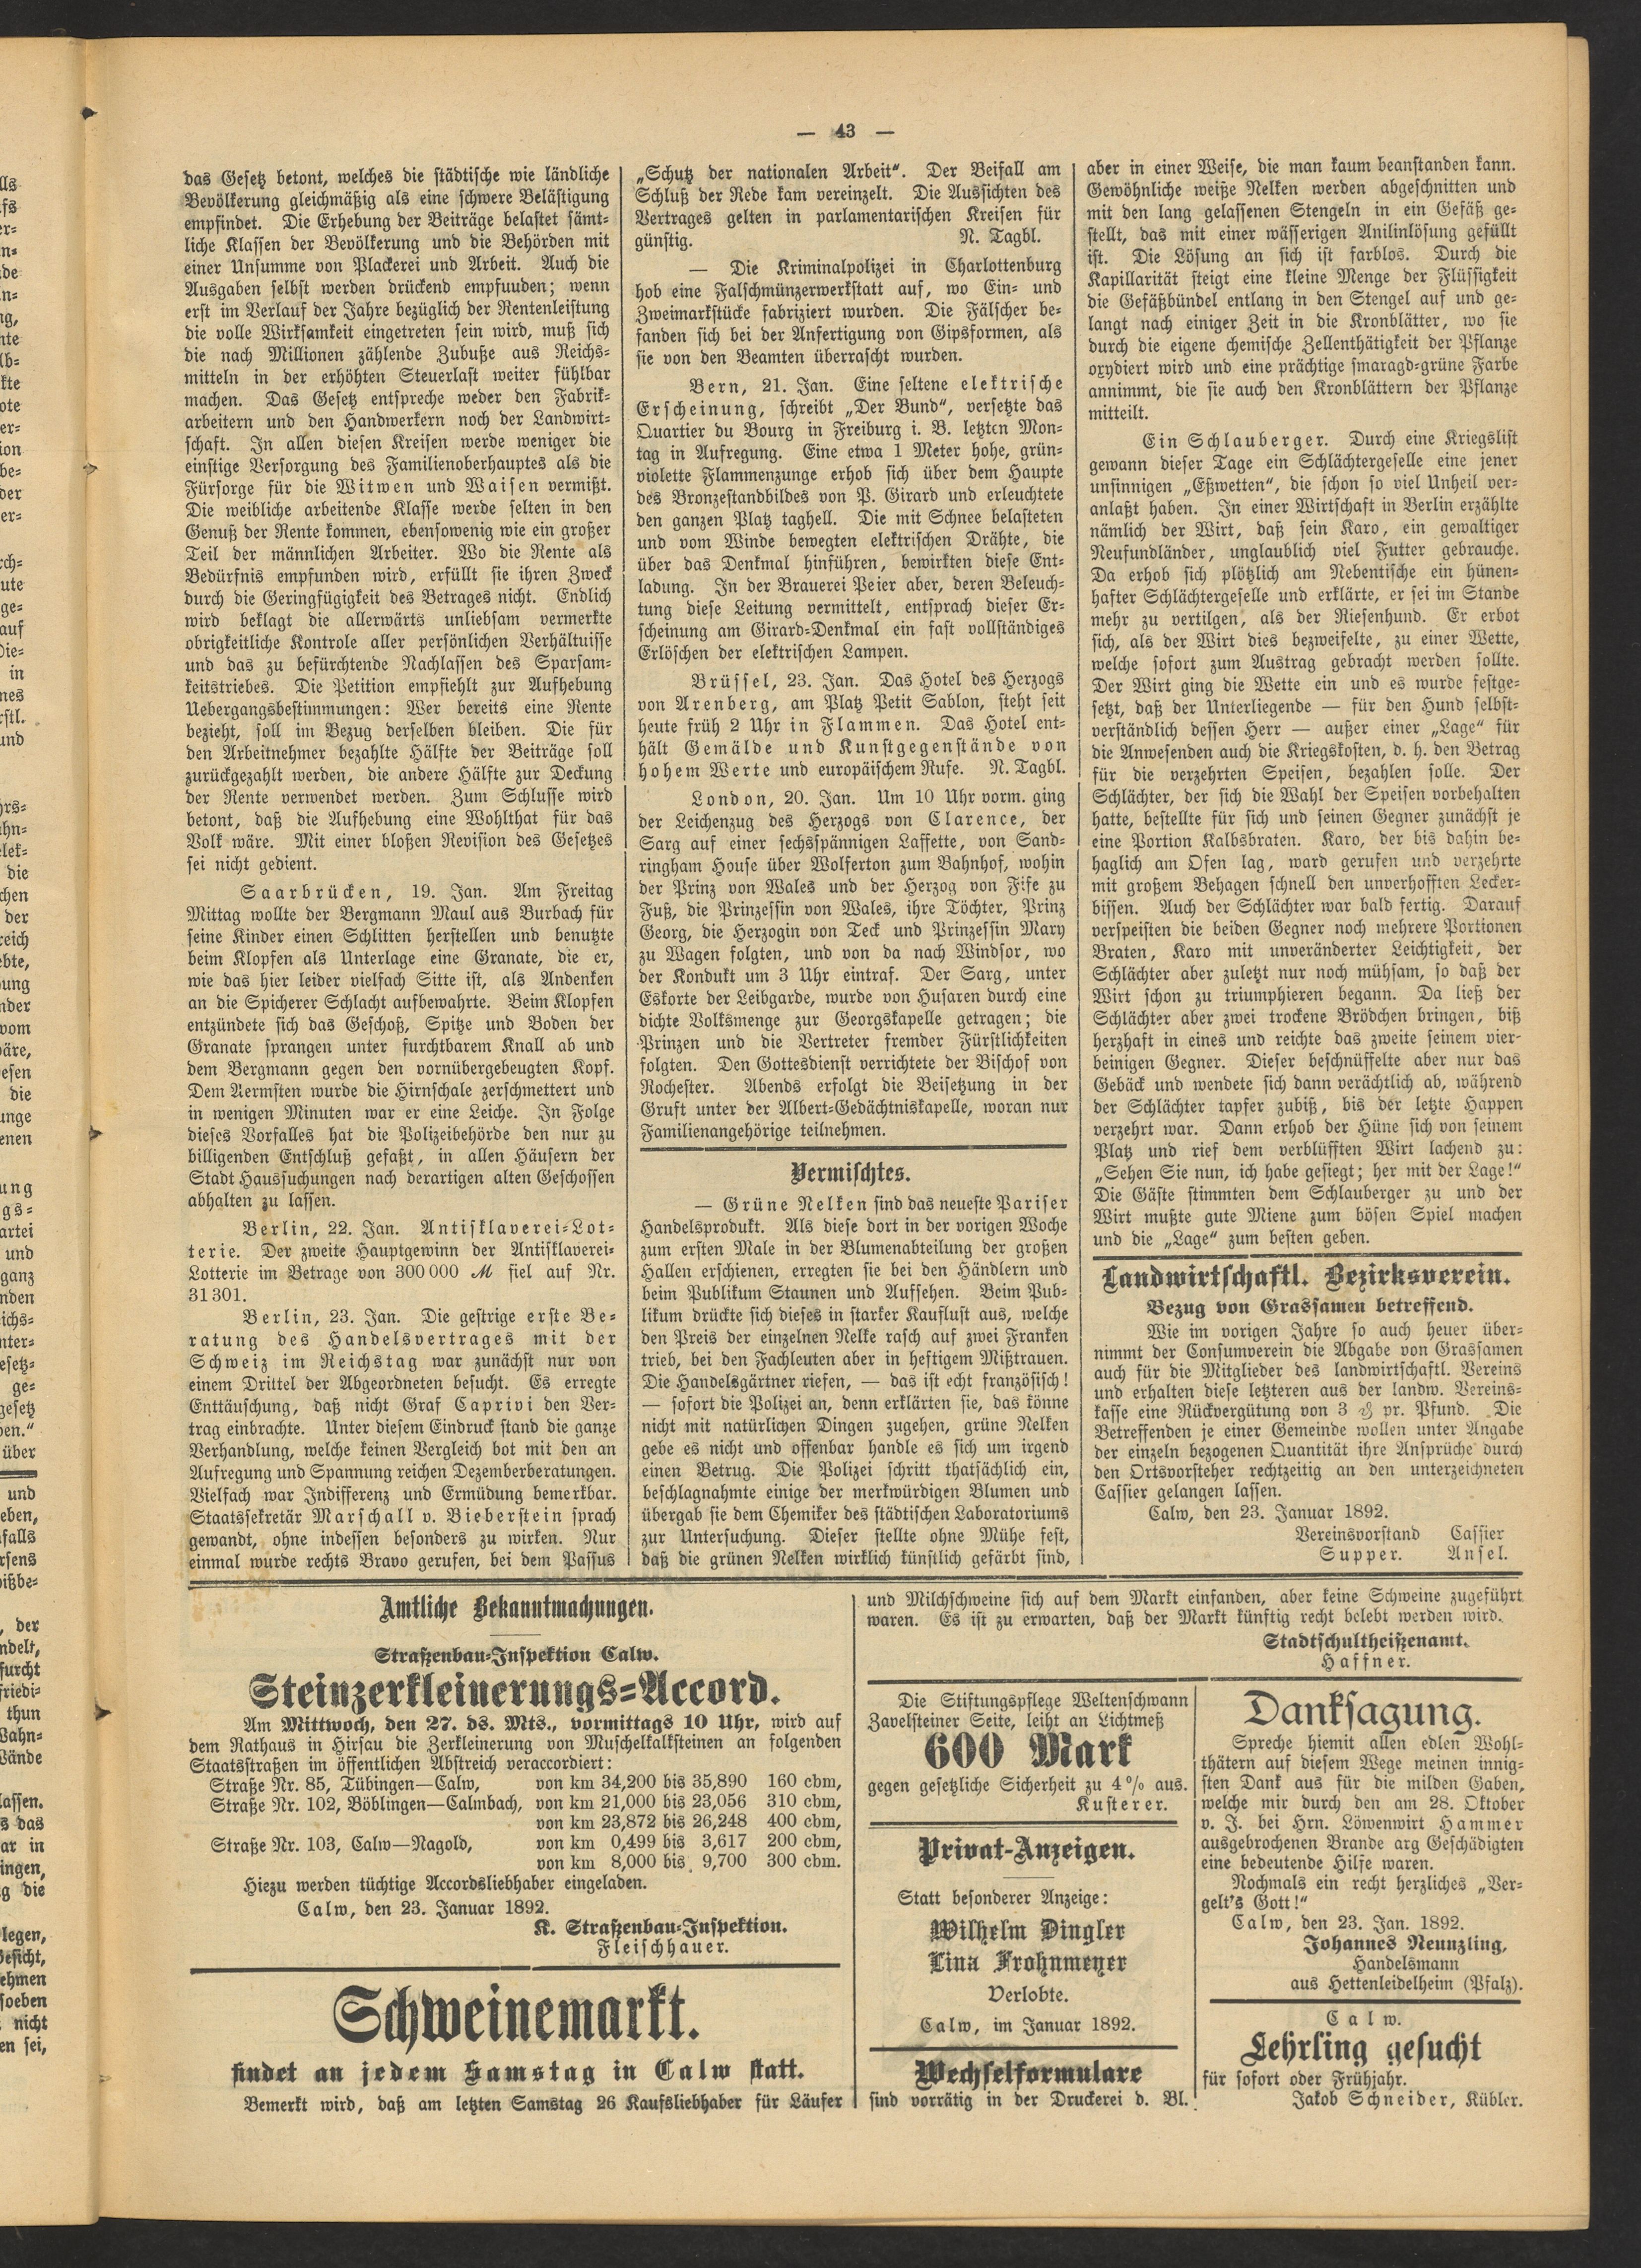 — 43 —
das Gesetz betont, welches die städtische wie ländliche
Bevölkerung gleichmäßig als eine schwere Belästigung
empfindet. Die Erhebung der Beiträge belastet sämt-
liche Klassen der Bevölkerung und die Behörden mit
einer Unsumme von Plackerei und Arbeit. Auch die
Ausgaben selbst werden drückend empfuuden; wenn
erst im Verlauf der Jahre bezüglich der Rentenleistung
die volle Wirksamkeit eingetreten sein wird, muß sich
die nach Millionen zählende Zubuße aus Reichs-
mitteln in der erhöhten Steuerlast weiter fühlbar
machen. Das Gesetz entspreche weder den Fabrik-
arbeitern und den Handwerkern noch der Landwirt-
schaft. In allen diesen Kreisen werde weniger die
einstige Versorgung des Familienoberhauptes als die
Fürsorge für die Witwen und Waisen vermißt.
Die weibliche arbeitende Klasse werde selten in den
Genuß der Rente kommen, ebensowenig wie ein großer
Teil der männlichen Arbeiter. Wo die Rente als
Bedürfnis empfunden wird, erfüllt sie ihren Zweck
durch die Geringfügigkeit des Betrages nicht. Endlich
wird beklagt die allerwärts unliebsam vermerkte
obrigkeitliche Kontrole aller persönlichen Verhältuisse
und das zu befürchtende Nachlassen des Sparsam-
keitstriebes. Die Petition empfiehlt zur Aufhebung
Uebergangsbestimmungen: Wer bereits eine Rente
bezieht, soll im Bezug derselben bleiben. Die für
den Arbeitnehmer bezahlte Hälfte der Beiträge soll
zurückgezahlt werden, die andere Hälfte zur Deckung
der Rente verwendet werden. Zum Schlusse wird
betont, daß die Aufhebung eine Wohlthat für das
Volk wäre. Mit einer bloßen Revision des Gesetzes
sei nicht gedient.
Saarbrücken, 19. Jan. Am Freitag
Mittag wollte der Bergmann Maul aus Burbach für
seine Kinder einen Schlitten herstellen und benutzte
beim Klopfen als Unterlage eine Granate, die er,
wie das hier leider vielfach Sitte ist, als Andenken
an die Spicherer Schlacht aufbewahrte. Beim Klopfen
entzündete sich das Geschoß, Spitze und Boden der
Granate sprangen unter furchtbarem Knall ab und
dem Bergmann gegen den vornübergebeugten Kopf.
Dem Aermsten wurde die Hirnschale zerschmettert und
in wenigen Minuten war er eine Leiche. In Folge
dieses Vorfalles hat die Polizeibehörde den nur zu
billigenden Entschluß gefaßt, in allen Häusern der
Stadt Haussuchungen nach derartigen alten Geschossen
abhalten zu lassen.
Berlin, 22. Jan. Antisklaverei-Lot-
terie. Der zweite Hauptgewinn der Antisklaverei-
Lotterie im Betrage von 300 000 ℳ fiel auf Nr.
31 301.
Berlin, 23. Jan. Die gestrige erste Be-
ratung des Handelsvertrages mit der
Schweiz im Reichstag war zunächst nur von
einem Drittel der Abgeordneten besucht. Es erregte
Enttäuschung, daß nicht Graf Caprivi den Ver-
trag einbrachte. Unter diesem Eindruck stand die ganze
Verhandlung, welche keinen Vergleich bot mit den an
Aufregung und Spannung reichen Dezemberberatungen.
Vielfach war Indifferenz und Ermüdung bemerkbar.
Staatssekretär Marschall v. Bieberstein sprach
gewandt, ohne indessen besonders zu wirken. Nur
einmal wurde rechts Bravo gerufen, bei dem Passus
„Schutz der nationalen Arbeit“. Der Beifall am
Schluß der Rede kam vereinzelt. Die Aussichten des
Vertrages gelten in parlamentarischen Kreisen für
günstig. N. Tagbl.
— Die Kriminalpolizei in Charlottenburg
hob eine Falschmünzerwerkstatt auf, wo Ein- und
Zweimarkstücke fabriziert wurden. Die Fälscher be-
fanden sich bei der Anfertigung von Gipsformen, als
sie von den Beamten überrascht wurden.
Bern, 21. Jan. Eine seltene elektrische
Erscheinung, schreibt „Der Bund“, versetzte das
Quartier du Bourg in Freiburg i. B. letzten Mon-
tag in Aufregung. Eine etwa 1 Meter hohe, grün-
violette Flammenzunge erhob sich über dem Haupte
des Bronzestandbildes von P. Girard und erleuchtete
den ganzen Platz taghell. Die mit Schnee belasteten
und vom Winde bewegten elektrischen Drähte, die
über das Denkmal hinführen, bewirkten diese Ent-
ladung. In der Brauerei Peier aber, deren Beleuch-
tung diese Leitung vermittelt, entsprach dieser Er-
scheinung am Girard-Denkmal ein fast vollständiges
Erlöschen der elektrischen Lampen.
Brüssel, 23. Jan. Das Hotel des Herzogs
von Arenberg, am Platz Petit Sablon, steht seit
heute früh 2 Uhr in Flammen. Das Hotel ent-
hält Gemälde und Kunstgegenstände von
hohem Werte und europäischem Rufe. N. Tagbl.
London, 20. Jan. Um 10 Uhr vorm. ging
der Leichenzug des Herzogs von Clarence, der
Sarg auf einer sechsspännigen Laffette, von Sand-
ringham House über Wolferton zum Bahnhof, wohin
der Prinz von Wales und der Herzog von Fife zu
Fuß, die Prinzessin von Wales, ihre Töchter, Prinz
Georg, die Herzogin von Teck und Prinzessin Mary
zu Wagen folgten, und von da nach Windsor, wo
der Kondukt um 3 Uhr eintraf. Der Sarg, unter
Eskorte der Leibgarde, wurde von Husaren durch eine
dichte Volksmenge zur Georgskapelle getragen; die
Prinzen und die Vertreter fremder Fürstlichkeiten
folgten. Den Gottesdienst verrichtete der Bischof von
Rochester. Abends erfolgt die Beisetzung in der
Gruft unter der Albert-Gedächtniskapelle, woran nur
Familienangehörige teilnehmen.
Vermischtes.
— Grüne Nelken sind das neueste Pariser
Handelsprodukt. Als diese dort in der vorigen Woche
zum ersten Male in der Blumenabteilung der großen
Hallen erschienen, erregten sie bei den Händlern und
beim Publikum Staunen und Aufsehen. Beim Pub-
likum drückte sich dieses in starker Kauflust aus, welche
den Preis der einzelnen Nelke rasch auf zwei Franken
trieb, bei den Fachleuten aber in heftigem Mißtrauen.
Die Handelsgärtner riefen, — das ist echt französisch!
— sofort die Polizei an, denn erklärten sie, das könne
nicht mit natürlichen Dingen zugehen, grüne Nelken
gebe es nicht und offenbar handle es sich um irgend
einen Betrug. Die Polizei schritt thatsächlich ein,
beschlagnahmte einige der merkwürdigen Blumen und
übergab sie dem Chemiker des städtischen Laboratoriums
zur Untersuchung. Dieser stellte ohne Mühe fest,
daß die grünen Nelken wirklich künstlich gefärbt sind,
aber in einer Weise, die man kaum beanstanden kann.
Gewöhnliche weiße Nelken werden abgeschnitten und
mit den lang gelassenen Stengeln in ein Gefäß ge-
stellt, das mit einer wässerigen Anilinlösung gefüllt
ist. Die Lösung an sich ist farblos. Durch die
Kapillarität steigt eine kleine Menge der Flüssigkeit
die Gefäßbündel entlang in den Stengel auf und ge-
langt nach einiger Zeit in die Kronblätter, wo sie
durch die eigene chemische Zellenthätigkeit der Pflanze
oxydiert wird und eine prächtige smaragd-grüne Farbe
annimmt, die sie auch den Kronblättern der Pflanze
mitteilt.
Ein Schlauberger. Durch eine Kriegslist
gewann dieser Tage ein Schlächtergeselle eine jener
unsinnigen „Eßwetten“, die schon so viel Unheil ver-
anlaßt haben. In einer Wirtschaft in Berlin erzählte
nämlich der Wirt, daß sein Karo, ein gewaltiger
Neufundländer, unglaublich viel Futter gebrauche.
Da erhob sich plötzlich am Nebentische ein hünen-
hafter Schlächtergeselle und erklärte, er sei im Stande
mehr zu vertilgen, als der Riesenhund. Er erbot
sich, als der Wirt dies bezweifelte, zu einer Wette,
welche sofort zum Austrag gebracht werden sollte.
Der Wirt ging die Wette ein und es wurde festge-
setzt, daß der Unterliegende — für den Hund selbst-
verständlich dessen Herr — außer einer „Lage“ für
die Anwesenden auch die Kriegskosten, d. h. den Betrag
für die verzehrten Speisen, bezahlen solle. Der
Schlächter, der sich die Wahl der Speisen vorbehalten
hatte, bestellte für sich und seinen Gegner zunächst je
eine Portion Kalbsbraten. Karo, der bis dahin be-
haglich am Ofen lag, ward gerufen und verzehrte
mit großem Behagen schnell den unverhofften Lecker-
bissen. Auch der Schlächter war bald fertig. Darauf
verspeisten die beiden Gegner noch mehrere Portionen
Braten, Karo mit unveränderter Leichtigkeit, der
Schlächter aber zuletzt nur noch mühsam, so daß der
Wirt schon zu triumphieren begann. Da ließ der
Schlächter aber zwei trockene Brödchen bringen, biß
herzhaft in eines und reichte das zweite seinem vier-
beinigen Gegner. Dieser beschnüffelte aber nur das
Gebäck und wendete sich dann verächtlich ab, während
der Schlächter tapfer zubiß, bis der letzte Happen
verzehrt war. Dann erhob der Hüne sich von seinem
Platz und rief dem verblüfften Wirt lachend zu:
„Sehen Sie nun, ich habe gesiegt; her mit der Lage!“
Die Gäste stimmten dem Schlauberger zu und der
Wirt mußte gute Miene zum bösen Spiel machen
und die „Lage“ zum besten geben.
Landwirtschaftl. Bezirksverein.
Bezug von Grassamen betreffend.
Wie im vorigen Jahre so auch heuer über-
nimmt der Consumverein die Abgabe von Grassamen
auch für die Mitglieder des landwirtschaftl. Vereins
und erhalten diese letzteren aus der landw. Vereins-
kasse eine Rückvergütung von 3 ₰ pr. Pfund. Die
Betreffenden je einer Gemeinde wollen unter Angabe
der einzeln bezogenen Quantität ihre Ansprüche durch
den Ortsvorsteher rechtzeitig an den unterzeichneten
Cassier gelangen lassen.
Calw, den 23. Januar 1892.
Vereinsvorstand Cassier
Supper. Ansel.
Amtliche Bekanntmachungen.
Straßenbau-Inspektion Calw.
Steinzerkleinerungs-Accord.
Am Mittwoch, den 27. ds. Mts., vormittags 10 Uhr, wird auf
dem Rathaus in Hirsau die Zerkleinerung von Muschelkalksteinen an folgenden
Staatsstraßen im öffentlichen Abstreich veraccordiert:
Straße Nr. 85, Tübingen—Calw, von km 34,200 bis 35,890 160 cbm,
Straße Nr. 102, Böblingen—Calmbach, von km 21,000 bis 23,056 310 cbm,
von km 23,872 bis 26,248 400 cbm,
Straße Nr. 103, Calw—Nagold, von km 0,499 bis 3,617 200 cbm,
von km 8,000 bis 9,700 300 cbm.
Hiezu werden tüchtige Accordsliebhaber eingeladen.
Calw, den 23. Januar 1892.
K. Straßenbau-Inspektion.
Fleischhauer.
Schweinemarkt.
findet an jedem Samstag in Calw statt.
Bemerkt wird, daß am letzten Samstag 26 Kaufsliebhaber für Läufer
und Milchschweine sich auf dem Markt einfanden, aber keine Schweine zugeführt
waren. Es ist zu erwarten, daß der Markt künftig recht belebt werden wird.
Stadtschultheißenamt.
Haffner.
Die Stiftungspflege Weltenschwann
Zavelsteiner Seite, leiht an Lichtmeß
600 Mark
gegen gesetzliche Sicherheit zu 4 % aus.
Kusterer.
Privat-Anzeigen.
Statt besonderer Anzeige:
Wilhelm Dingler
Lina Frohnmeyer
Verlobte.
Calw, im Januar 1892.
Wechselformulare
sind vorrätig in der Druckerei d. Bl.
Danksagung.
Spreche hiemit allen edlen Wohl-
thätern auf diesem Wege meinen innig-
sten Dank aus für die milden Gaben,
welche mir durch den am 28. Oktober
v. J. bei Hrn. Löwenwirt Hammer
ausgebrochenen Brande arg Geschädigten
eine bedeutende Hilfe waren.
Nochmals ein recht herzliches „Ver-
gelt's Gott!“
Calw, den 23. Jan. 1892.
Johannes Neunzling,
Handelsmann
aus Hettenleidelheim (Pfalz).
Calw.
Lehrling gesucht
für sofort oder Frühjahr.
Jakob Schneider, Kübler.